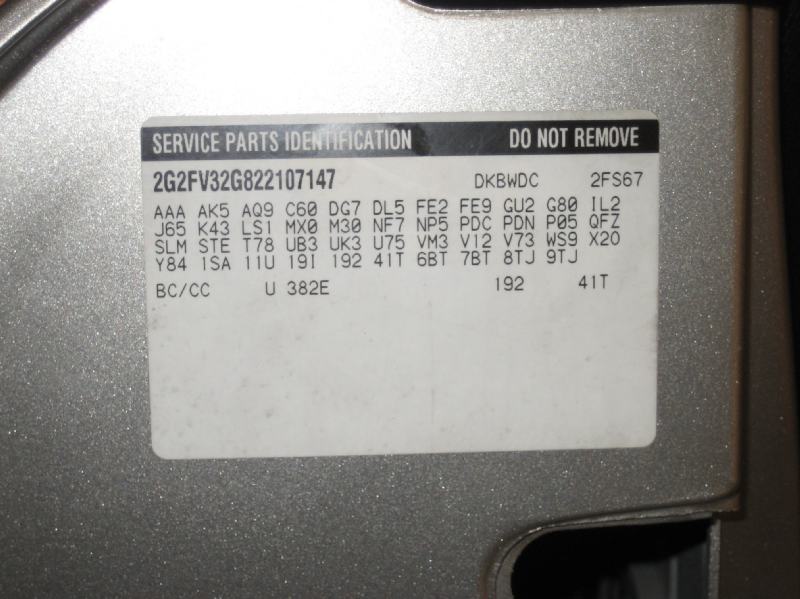 SERVICE PARTS IDENTIFICATION DO NOT REMOVE
2G2FV32G822107147 DKBWDC 2FS67
AAA AK5 AQ9 C60 DG7 DL5 FE2 FE9 GU2 G80 IL2
J65 K43 LS1 MX0 M30 NF7 NP5 PDC PDN P05 QFZ
SLM STE T78 UB3 UK3 U75 VM3 V12 V73 WS9 X20
Y84 1SA 11U 19I 192 41T 6BT 7BT 8TJ 9TJ
BC/CC U 382E 192 41T